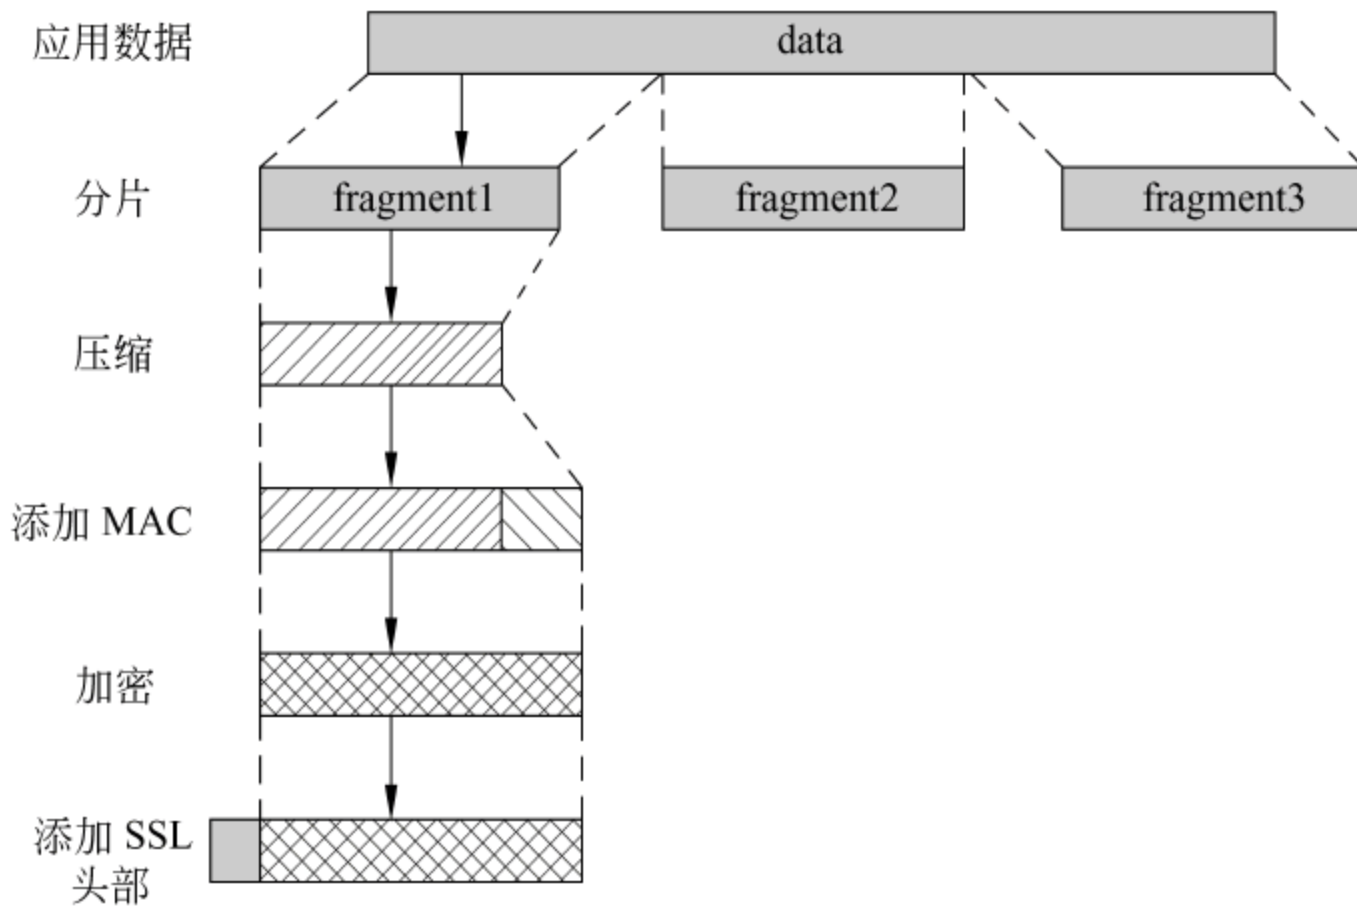 应用数据
data
分片
fragment1
fragment2
fragment3
压缩
添加 MAC
加密
添加 SSL
头部